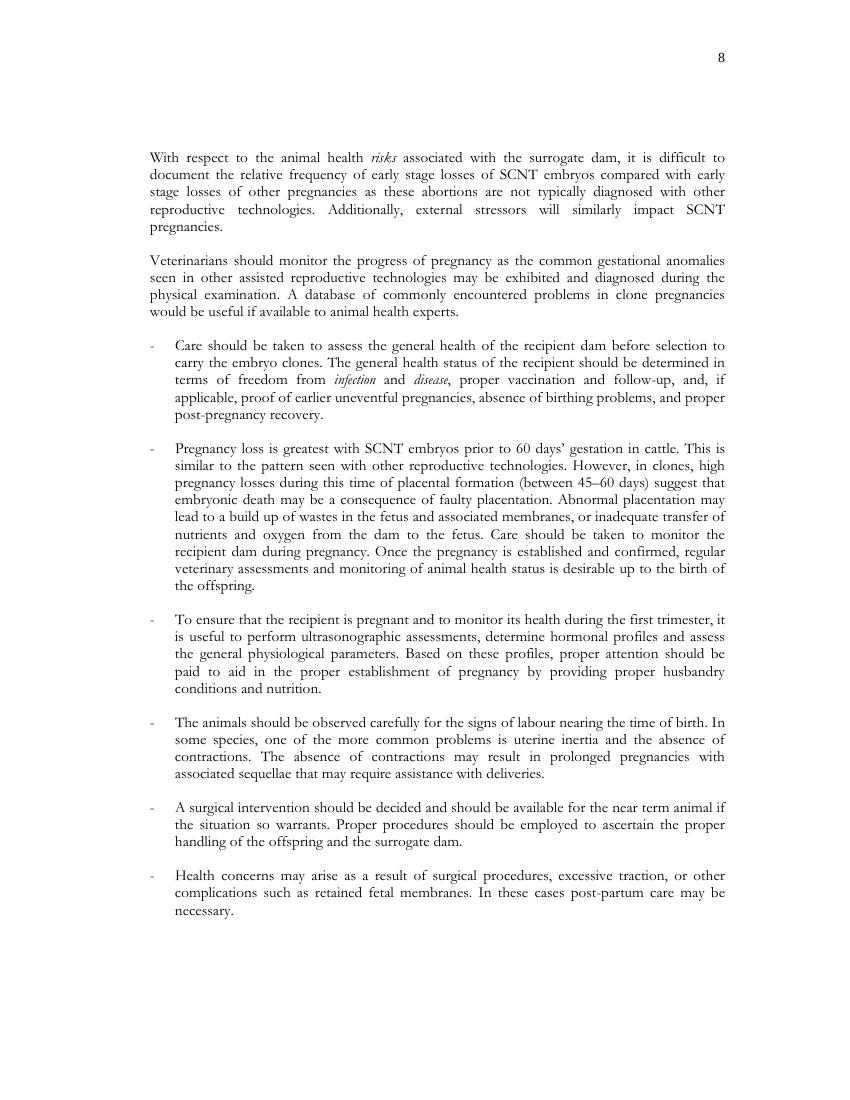 8
With respect to the animal health risks associated with the surrogate dam, it is difficult to
document the relative frequency of early stage losses of SCNT embryos compared with early
stage losses of other pregnancies as these abortions are not typically diagnosed with other
reproductive technologies. Additionally, external stressors will similarly impact SCNT
pregnancies.
Veterinarians should monitor the progress of pregnancy as the common gestational anomalies
seen in other assisted reproductive technologies may be exhibited and diagnosed during the
physical examination. A database of commonly encountered problems in clone pregnancies
would be useful if available to animal health experts.
- Care should be taken to assess the general health of the recipient dam before selection to
carry the embryo clones. The general health status of the recipient should be determined in
terms of freedom from infection and disease, proper vaccination and follow-up, and, if
applicable, proof of earlier uneventful pregnancies, absence of birthing problems, and proper
post-pregnancy recovery.
- Pregnancy loss is greatest with SCNT embryos prior to 60 days’ gestation in cattle. This is
similar to the pattern seen with other reproductive technologies. However, in clones, high
pregnancy losses during this time of placental formation (between 45–60 days) suggest that
embryonic death may be a consequence of faulty placentation. Abnormal placentation may
lead to a build up of wastes in the fetus and associated membranes, or inadequate transfer of
nutrients and oxygen from the dam to the fetus. Care should be taken to monitor the
recipient dam during pregnancy. Once the pregnancy is established and confirmed, regular
veterinary assessments and monitoring of animal health status is desirable up to the birth of
the offspring.
- To ensure that the recipient is pregnant and to monitor its health during the first trimester, it
is useful to perform ultrasonographic assessments, determine hormonal profiles and assess
the general physiological parameters. Based on these profiles, proper attention should be
paid to aid in the proper establishment of pregnancy by providing proper husbandry
conditions and nutrition.
- The animals should be observed carefully for the signs of labour nearing the time of birth. In
some species, one of the more common problems is uterine inertia and the absence of
contractions. The absence of contractions may result in prolonged pregnancies with
associated sequellae that may require assistance with deliveries.
- A surgical intervention should be decided and should be available for the near term animal if
the situation so warrants. Proper procedures should be employed to ascertain the proper
handling of the offspring and the surrogate dam.
- Health concerns may arise as a result of surgical procedures, excessive traction, or other
complications such as retained fetal membranes. In these cases post-partum care may be
necessary.